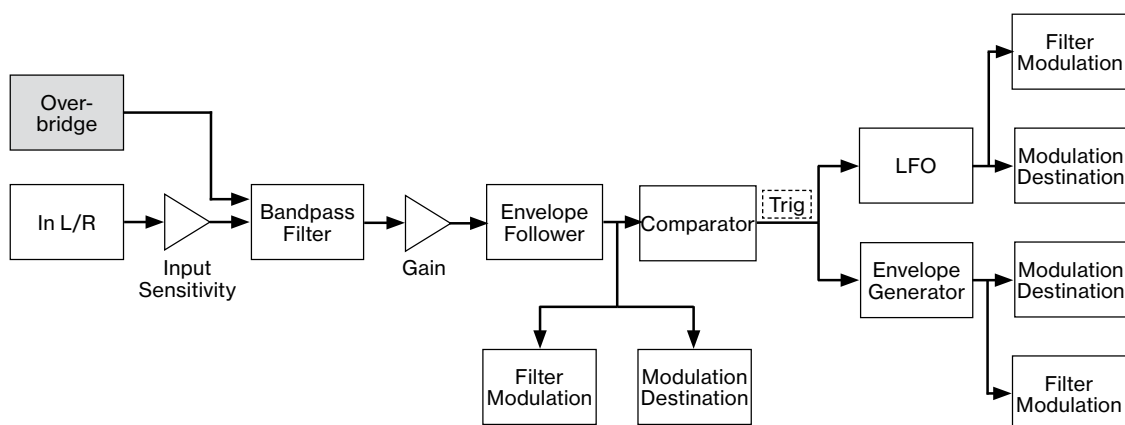 Over-
bridge
In L/R
Input
Sensitivity
Bandpass
Filter
Gain
Envelope
Follower
Comparator
Trig
LFO
Envelope
Generator
Filter
Modulation
Modulation
Destination
Modulation
Destination
Filter
Modulation
Filter
Modulation
Modulation
Destination